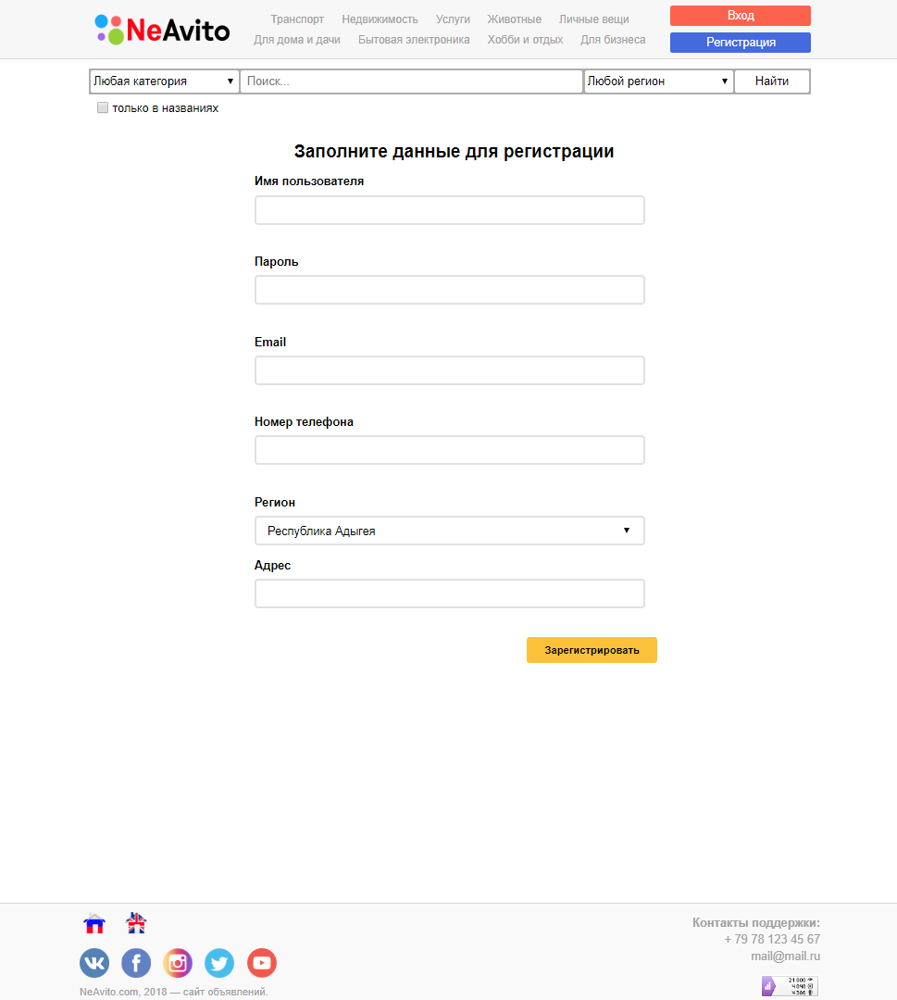 NeAvito
Транспорт Недвижимость Услуги Животные Личные вещи
Для дома и дачи Бытовая электроника Хобби и отдых Для бизнеса
Вход
Регистрация
Любая категория
Поиск...
Любой регион
Найти
только в названиях
Заполните данные для регистрации
Имя пользователя
Пароль
Email
Номер телефона
Регион
Республика Адыгея
Адрес
Зарегистрировать
Контакты поддержки:
+ 79 78 123 45 67
mail@mail.ru
NeAvito.com, 2018 — сайт объявлений.